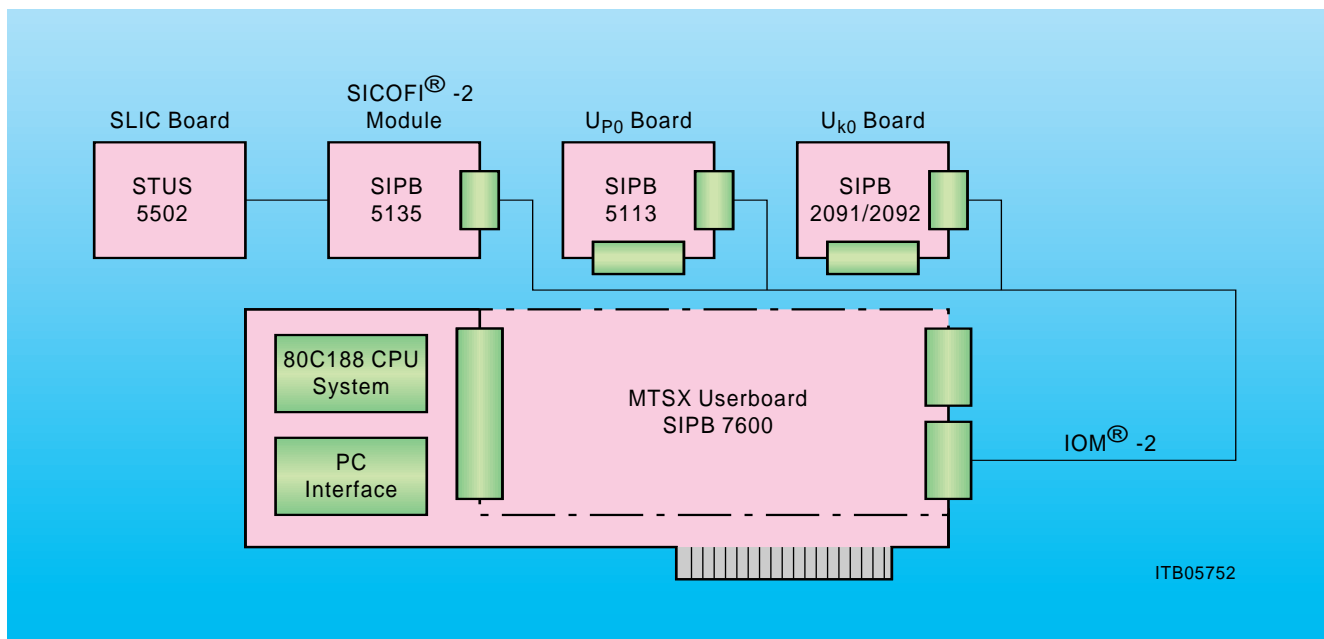 SLIC Board
SICOFI® -2
Module
UP0 Board
Uk0 Board
STUS
5502
SIPB
5135
SIPB
5113
SIPB
2091/2092
80C188 CPU
System
PC
Interface
MTSX Userboard
SIPB 7600
IOM® -2
ITB05752